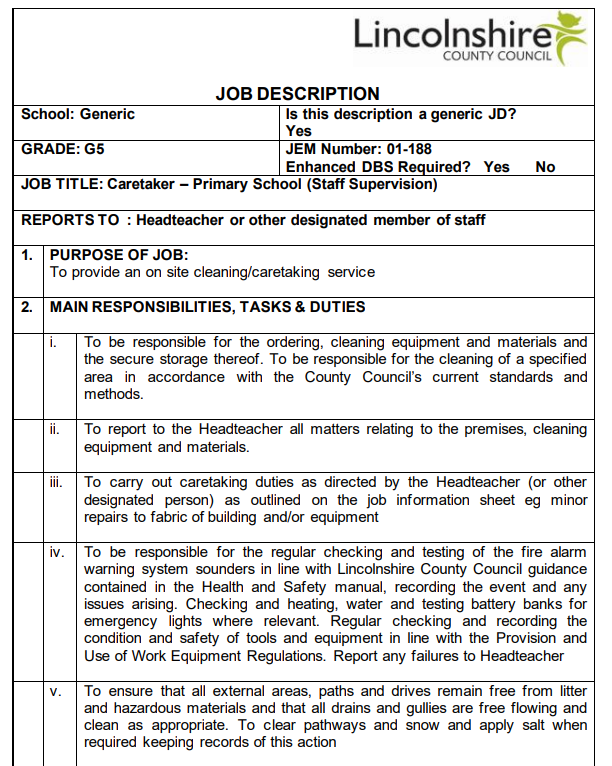 Lincolnshire
COUNTY COUNCIL
JOB DESCRIPTION
School: Generic
Is this description a generic JD?
Yes
GRADE: G5
JEM Number: 01-188
Enhanced DBS Required? Yes No
JOB TITLE: Caretaker – Primary School (Staff Supervision)
REPORTS TO : Headteacher or other designated member of staff
1. PURPOSE OF JOB:
To provide an on site cleaning/caretaking service
2. MAIN RESPONSIBILITIES, TASKS & DUTIES
i. To be responsible for the ordering, cleaning equipment and materials and
the secure storage thereof. To be responsible for the cleaning of a specified
area in accordance with the County Council's current standards and
methods.
ii. To report to the Headteacher all matters relating to the premises, cleaning
equipment and materials.
iii. To carry out caretaking duties as directed by the Headteacher (or other
designated person) as outlined on the job information sheet eg minor
repairs to fabric of building and/or equipment
iv. To be responsible for the regular checking and testing of the fire alarm
warning system sounders in line with Lincolnshire County Council guidance
contained in the Health and Safety manual, recording the event and any
issues arising. Checking and heating, water and testing battery banks for
emergency lights where relevant. Regular checking and recording the
condition and safety of tools and equipment in line with the Provision and
Use of Work Equipment Regulations. Report any failures to Headteacher
v. To ensure that all external areas, paths and drives remain free from litter
and hazardous materials and that all drains and gullies are free flowing and
clean as appropriate. To clear pathways and snow and apply salt when
required keeping records of this action